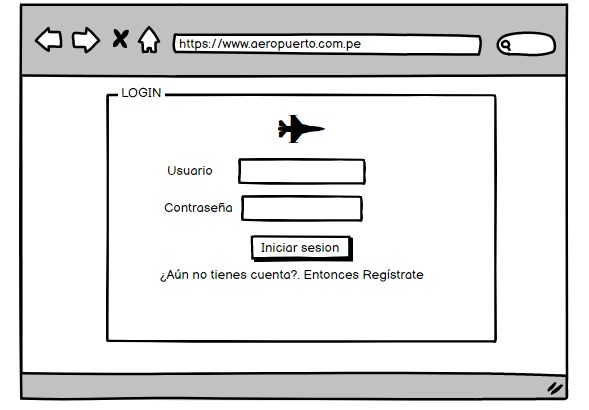 https://www.aeropuerto.com.pe
LOGIN
Usuario
Contraseña
Iniciar sesion
¿Aún no tienes cuenta?. Entonces Regístrate